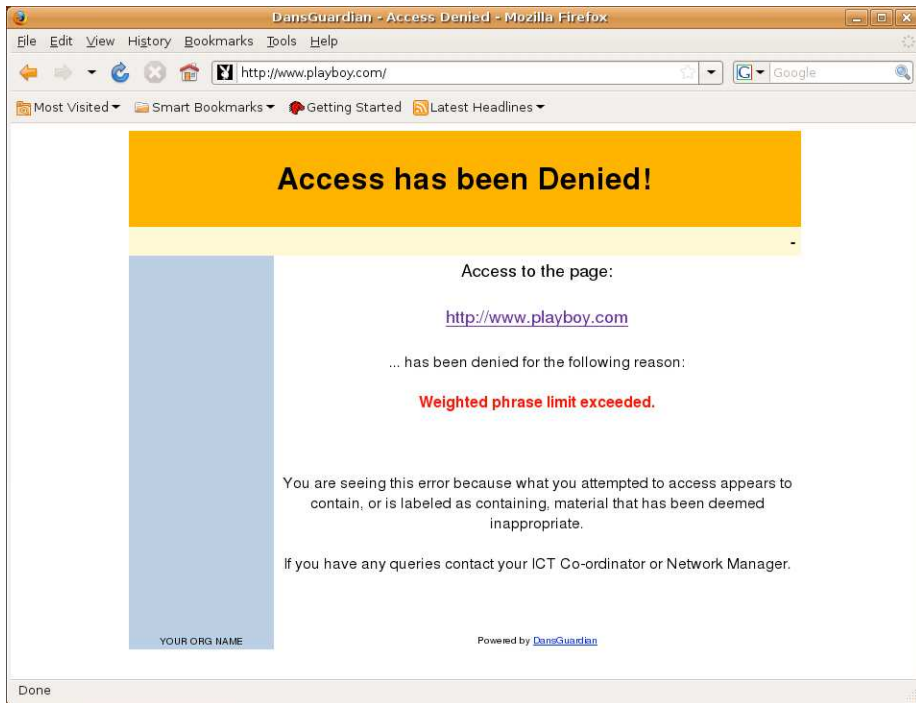 DansGuardian - Access Denied - Mozilla Firefox
File Edit View History Bookmarks Tools Help
http://www.playboy.com/
G Google
Most Visited Smart Bookmarks Getting Started Latest Headlines
Access has been Denied!
-
Access to the page:
http://www.playboy.com
... has been denied for the following reason:
Weighted phrase limit exceeded.
You are seeing this error because what you attempted to access appears to
contain, or is labeled as containing, material that has been deemed
inappropriate.
If you have any queries contact your ICT Co-ordinator or Network Manager.
YOUR ORG NAME
Powered by DansGuardian
Done